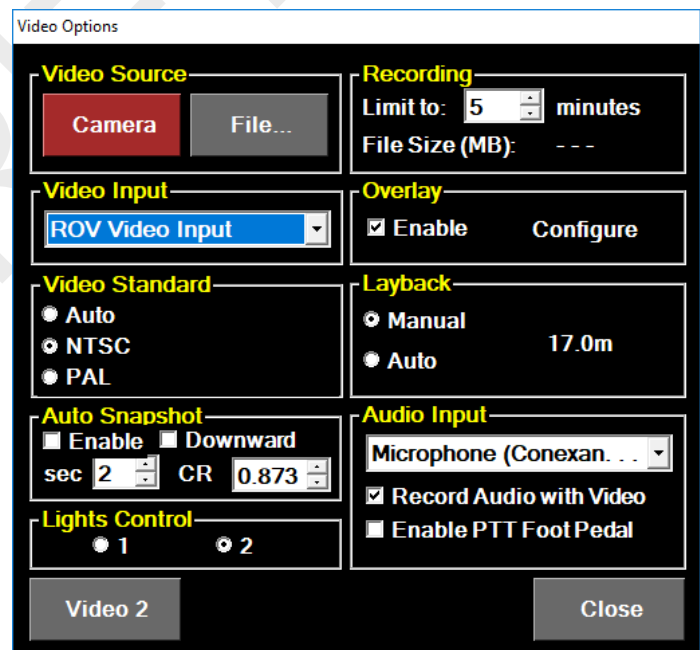 Video Options
Video Source
Camera
File...
Video Input
ROV Video Input
Video Standard
Auto
NTSC
PAL
Auto Snapshot
Enable Downward
sec 2 CR 0.873
Lights Control
1 2
Video 2
Recording
Limit to: 5 minutes
File Size (MB): - - -
Overlay
Enable Configure
Layback
Manual
17.0m
Auto
Audio Input
Microphone (Conexan. . .
Record Audio with Video
Enable PTT Foot Pedal
Close